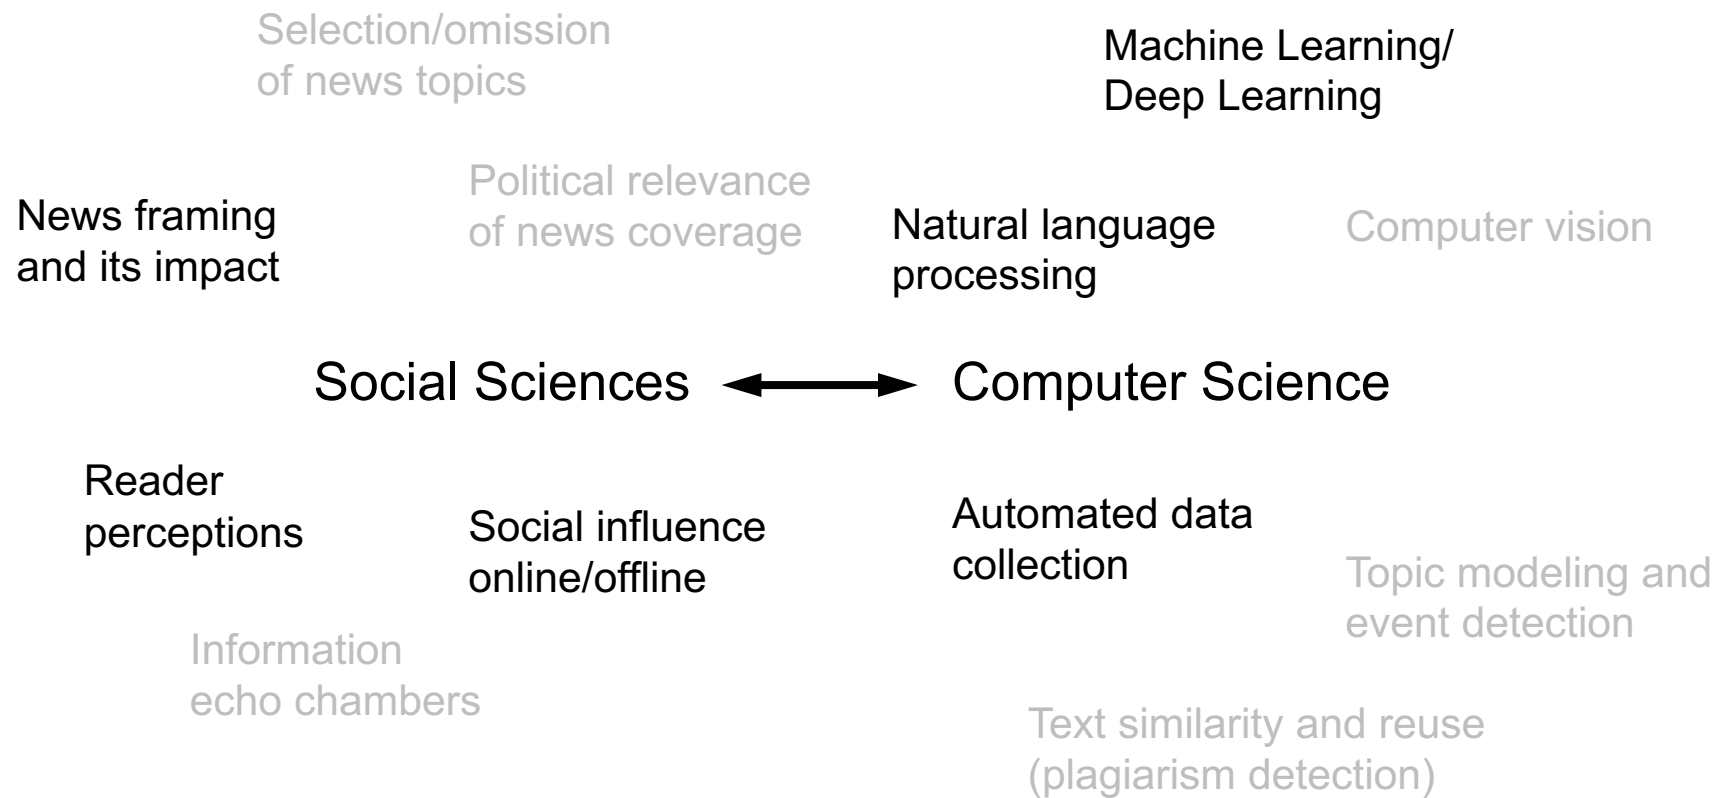 Selection/omission
of news topics
Machine Learning/
Deep Learning
Political relevance
of news coverage
News framing
and its impact
Natural language
processing
Computer vision
Social Sciences
Computer Science
Reader
perceptions
Social influence
online/offline
Automated data
collection
Topic modeling and
event detection
Information
echo chambers
Text similarity and reuse
(plagiarism detection)